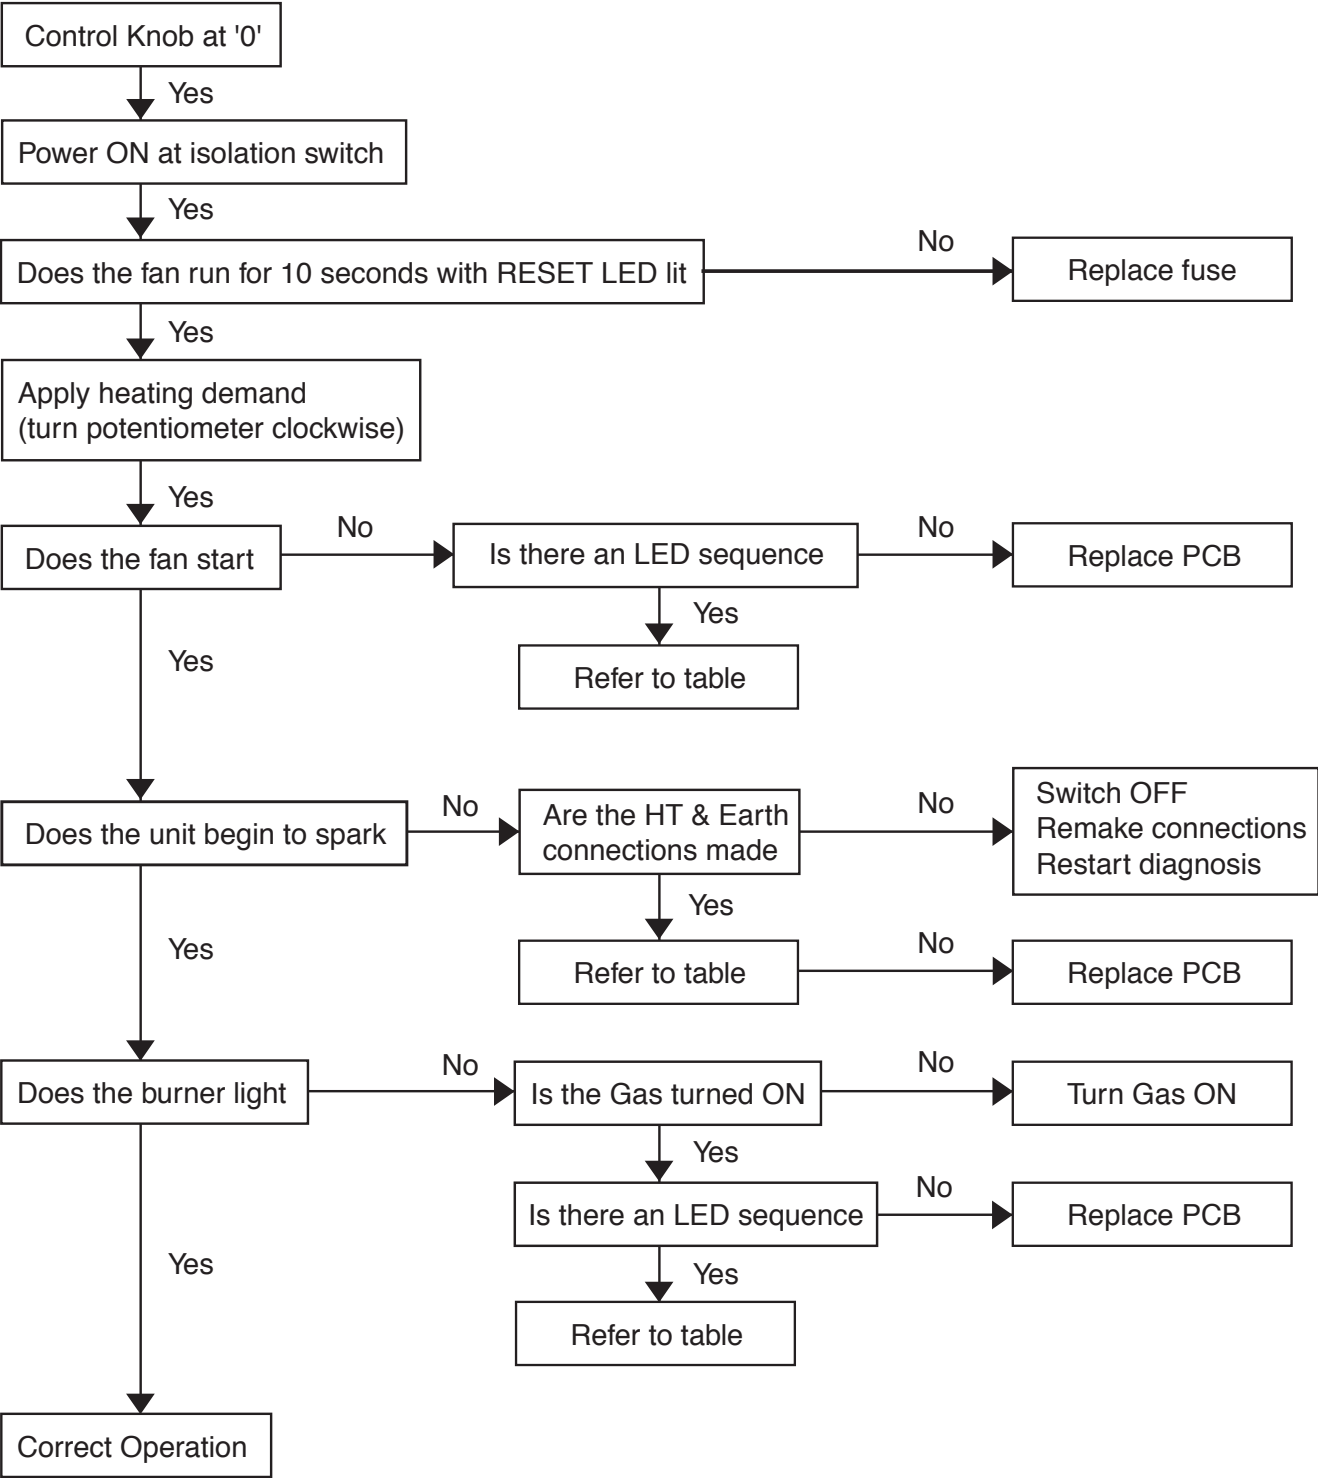 Control Knob at '0'
Yes
Power ON at isolation switch
Yes
Does the fan run for 10 seconds with RESET LED lit
No
Replace fuse
Yes
Apply heating demand
(turn potentiometer clockwise)
Yes
Does the fan start
No
Is there an LED sequence
No
Replace PCB
Yes
Refer to table
Yes
Does the unit begin to spark
No
Are the HT & Earth
connections made
No
Switch OFF
Remake connections
Restart diagnosis
Yes
Refer to table
No
Replace PCB
Yes
Does the burner light
No
Is the Gas turned ON
No
Turn Gas ON
Yes
Is there an LED sequence
No
Replace PCB
Yes
Refer to table
Yes
Correct Operation